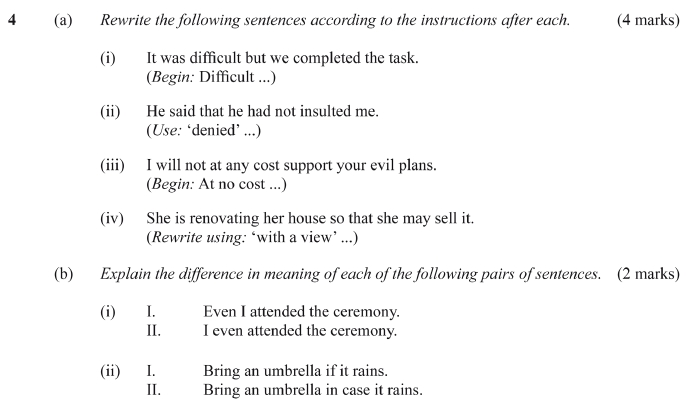 4 (a) Rewrite the following sentences according to the instructions after each. (4 marks)
(i) It was difficult but we completed the task.
(Begin: Difficult ...)
(ii) He said that he had not insulted me.
(Use: ‘denied’ ...)
(iii) I will not at any cost support your evil plans.
(Begin: At no cost ...)
(iv) She is renovating her house so that she may sell it.
(Rewrite using: ‘with a view’ ...)
(b) Explain the difference in meaning of each of the following pairs of sentences. (2 marks)
(i) I. Even I attended the ceremony.
II. I even attended the ceremony.
(ii) I. Bring an umbrella if it rains.
II. Bring an umbrella in case it rains.